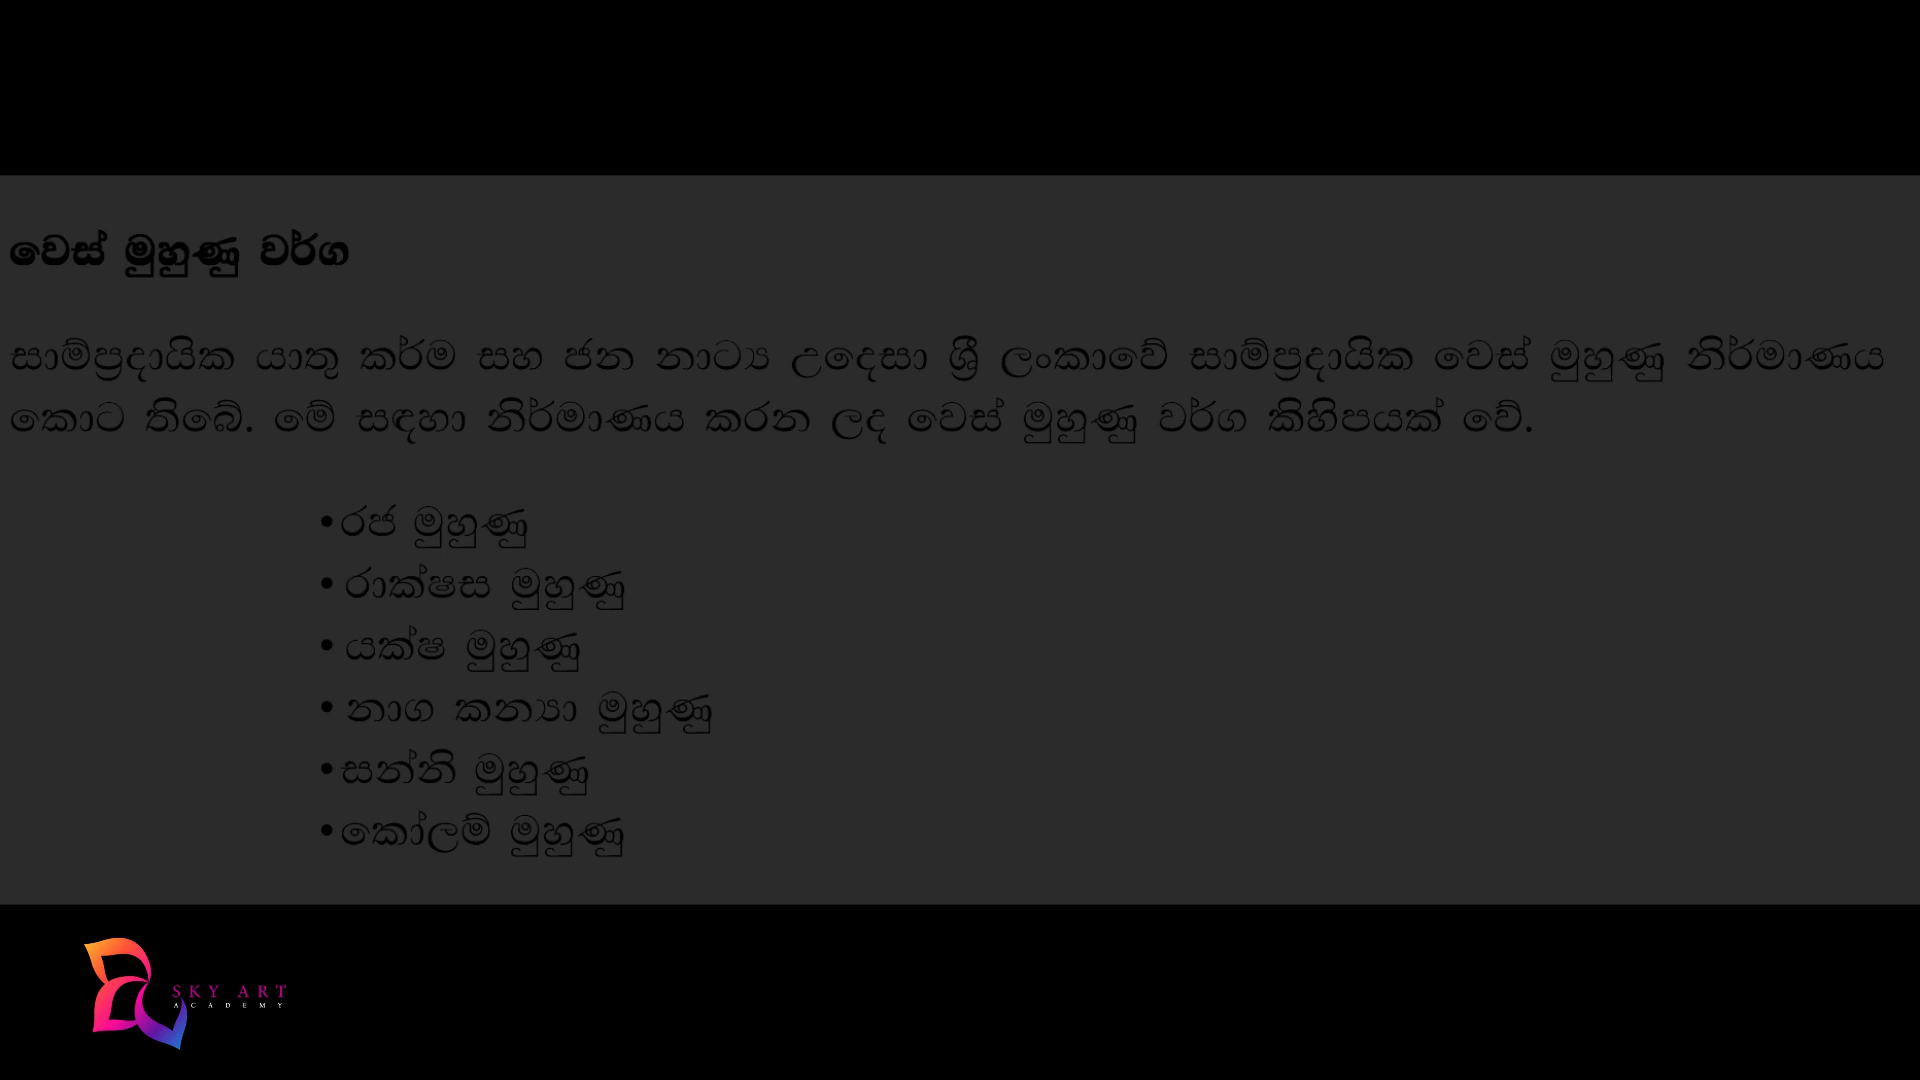 වෙස් මුහුණු වර්ග
සාම්ප්‍රදායික යාතු කර්ම සහ ජන නාට්‍ය උදෙසා ශ්‍රී ලංකාවේ සාම්ප්‍රදායික වෙස් මුහුණු නිර්මාණය
කොට තිබේ. මේ සඳහා නිර්මාණය කරන ලද වෙස් මුහුණු වර්ග කිහිපයක් වේ.
•රජ මුහුණු
• රාක්ෂස මුහුණු
• යක්ෂ මුහුණු
• නාග කන්‍යා මුහුණු
•සන්නි මුහුණු
•කෝලම් මුහුණු
SKY ART
ACADEMY